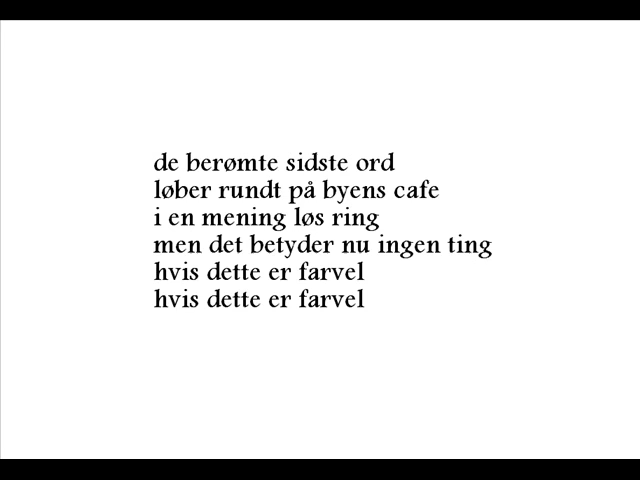 de berømte sidste ord
løber rundt på byens cafe
i en mening løs ring
men det betyder nu ingen ting
hvis dette er farvel
hvis dette er farvel